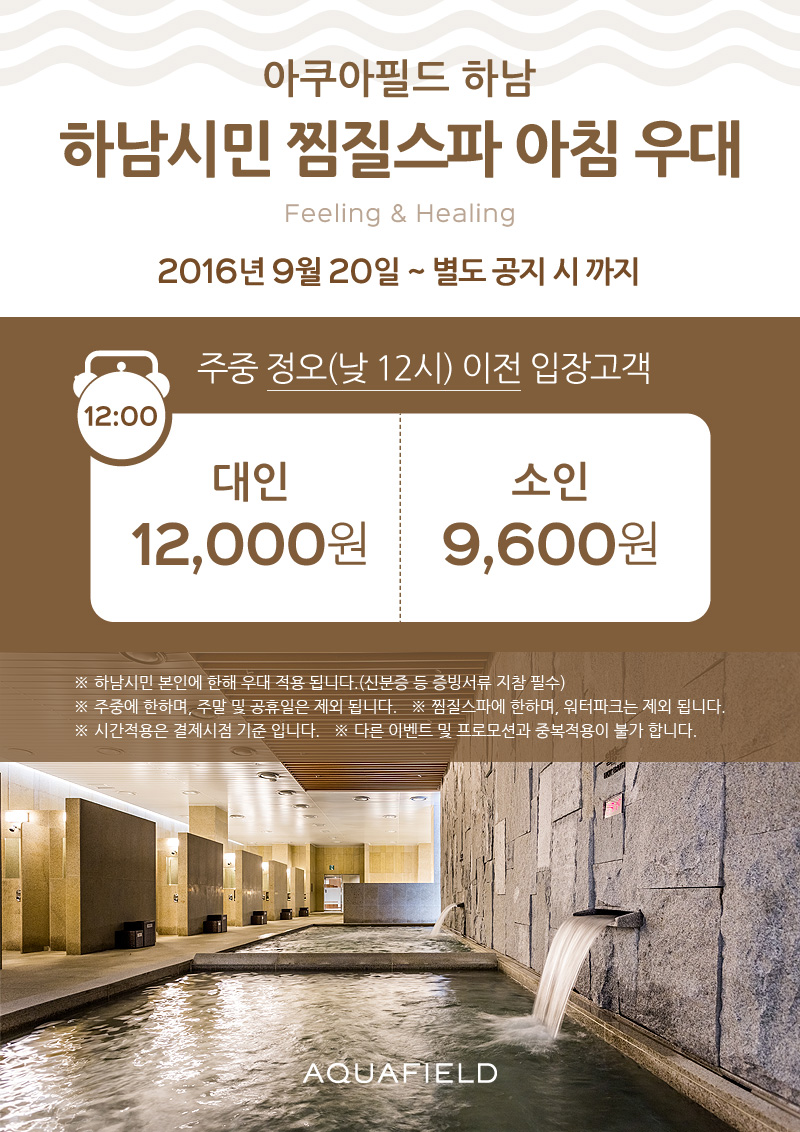 아쿠아필드 하남
하남시민 찜질스파 아침 우대
Feeling & Healing
2016년 9월 20일 ~ 별도 공지 시 까지
주중 정오(낮 12시) 이전 입장고객
12:00
대인
12,000원
소인
9,600원
※ 하남시민 본인에 한해 우대 적용 됩니다.(신분증 등 증빙서류 지참 필수)
※ 주중에 한하며, 주말 및 공휴일은 제외 됩니다. ※ 찜질스파에 한하며, 워터파크는 제외 됩니다.
※ 시간적용은 결제시점 기준 입니다. ※ 다른 이벤트 및 프로모션과 중복적용이 불가 합니다.
AQUAFIELD